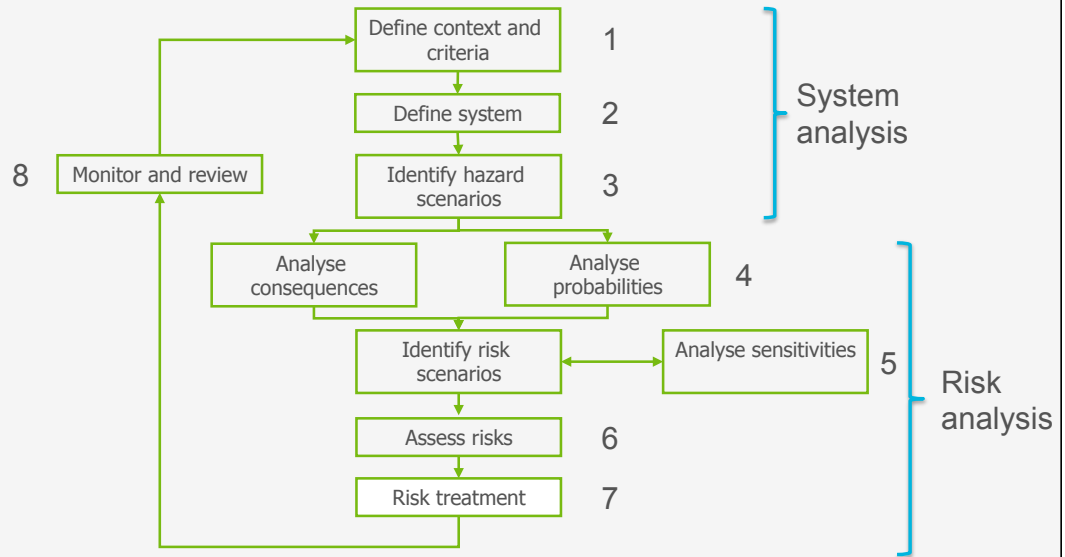 Define context and
criteria
1
Define system
2
System
analysis
8
Monitor and review
Identify hazard
scenarios
3
Analyse
consequences
Analyse
probabilities
4
Identify risk
scenarios
Analyse sensitivities
5
Risk
analysis
Assess risks
6
Risk treatment
7